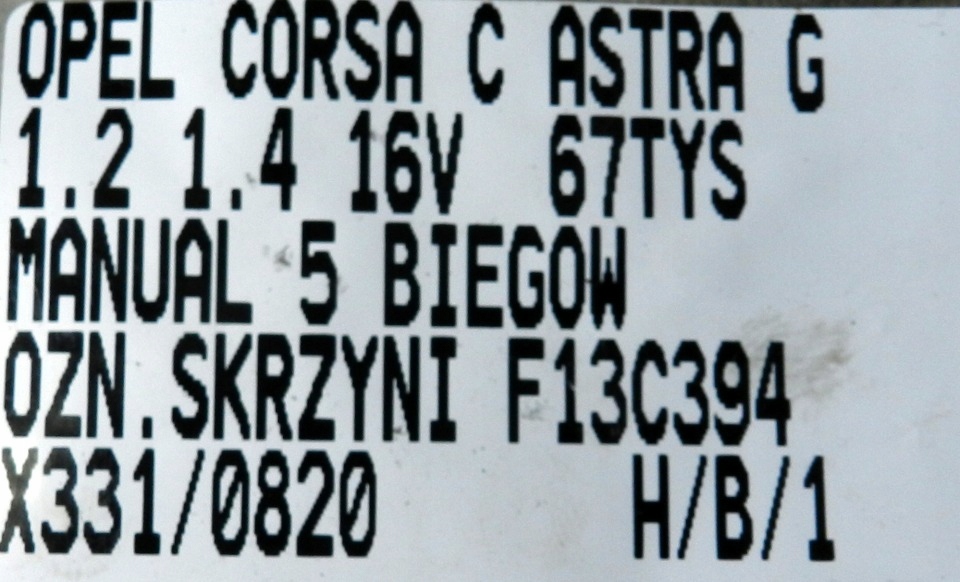 OPEL CORSA C ASTRA G
1.2 1.4 16V 67TYS
MANUAL 5 BIEGOW
OZN.SKRZYNI F13C394
X331/0820 H/B/1